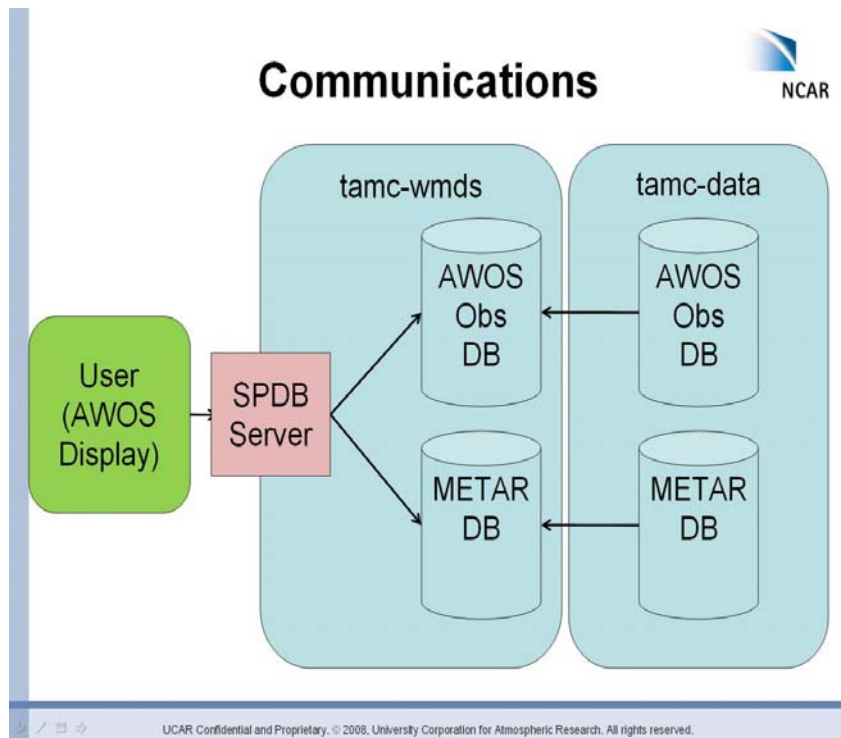 Communications
NCAR
tamc-wmds
tamc-data
AWOS
Obs
DB
AWOS
Obs
DB
User
(AWOS
Display)
SPDB
Server
METAR
DB
METAR
DB
UCAR Confidential and Proprietary. © 2008, University Corporation for Atmospheric Research. All rights reserved.